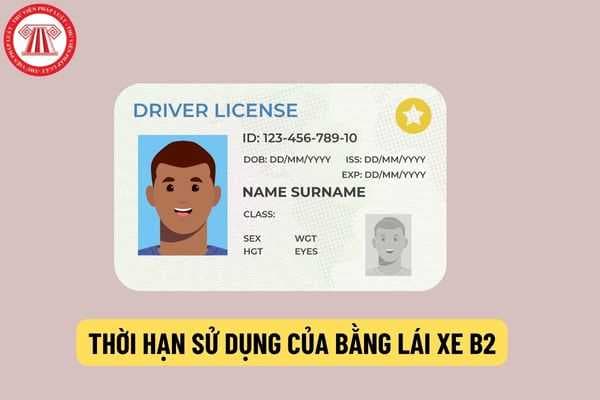 THƯ VIỆN PHÁP LUẬT
DRIVER LICENSE
ID: 123-456-789-10
DOB: DD/MM/YYYY ISS: DD/MM/YYYY
EXP: DD/MM/YYYY
NAME SURNAME
CLASS:
SEX WGT
HGT EYES
THỜI HẠN SỬ DỤNG CỦA BẰNG LÁI XE B2